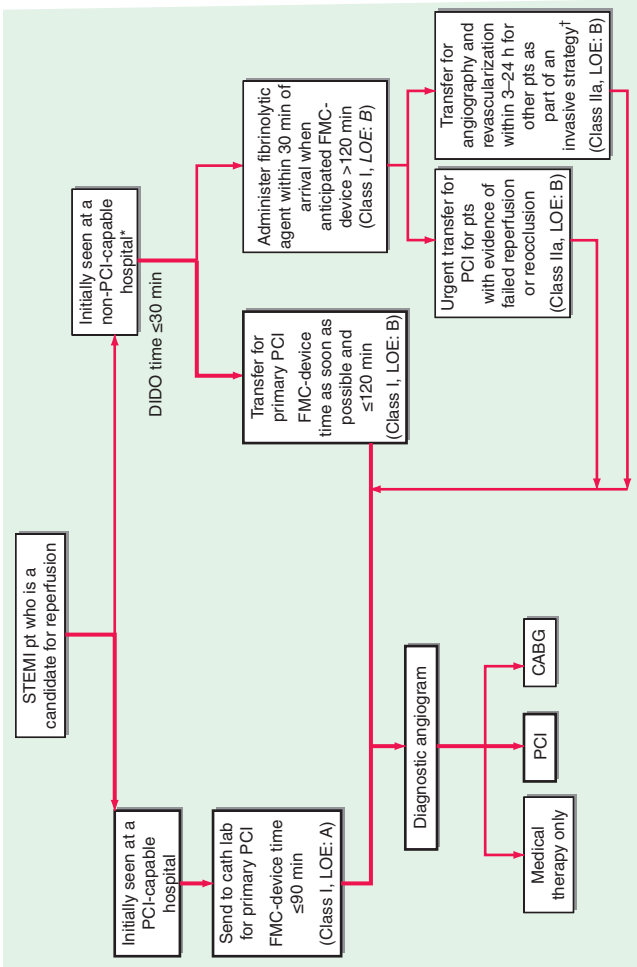 STEMI pt who is a
candidate for reperfusion
Initially seen at a
PCI-capable
hospital
Initially seen at a
non-PCI-capable
hospital*
DIDO time ≤30 min
Send to cath lab
for primary PCI
FMC-device time
≤90 min
(Class I, LOE: A)
Transfer for
primary PCI
FMC-device
time as soon as
possible and
≤120 min
(Class I, LOE: B)
Administer fibrinolytic
agent within 30 min of
arrival when
anticipated FMC-
device >120 min
(Class I, LOE: B)
Urgent transfer for
PCI for pts
with evidence of
failed reperfusion
or reocclusion
(Class IIa, LOE: B)
Transfer for
angiography and
revascularization
within 3–24 h for
other pts as
part of an
invasive strategy†
(Class IIa, LOE: B)
Diagnostic angiogram
Medical
therapy only
PCI
CABG